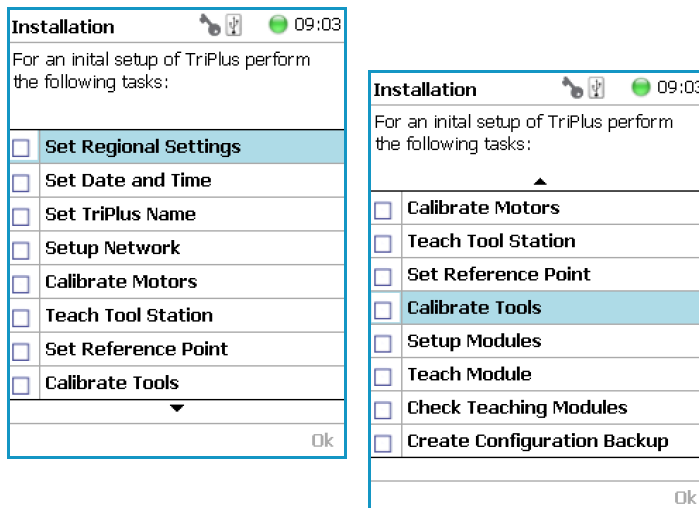 Installation 09:03
For an inital setup of TriPlus perform
the following tasks:
Set Regional Settings
Set Date and Time
Set TriPlus Name
Setup Network
Calibrate Motors
Teach Tool Station
Set Reference Point
Calibrate Tools
Ok
Installation 09:03
For an inital setup of TriPlus perform
the following tasks:
Calibrate Motors
Teach Tool Station
Set Reference Point
Calibrate Tools
Setup Modules
Teach Module
Check Teaching Modules
Create Configuration Backup
Ok